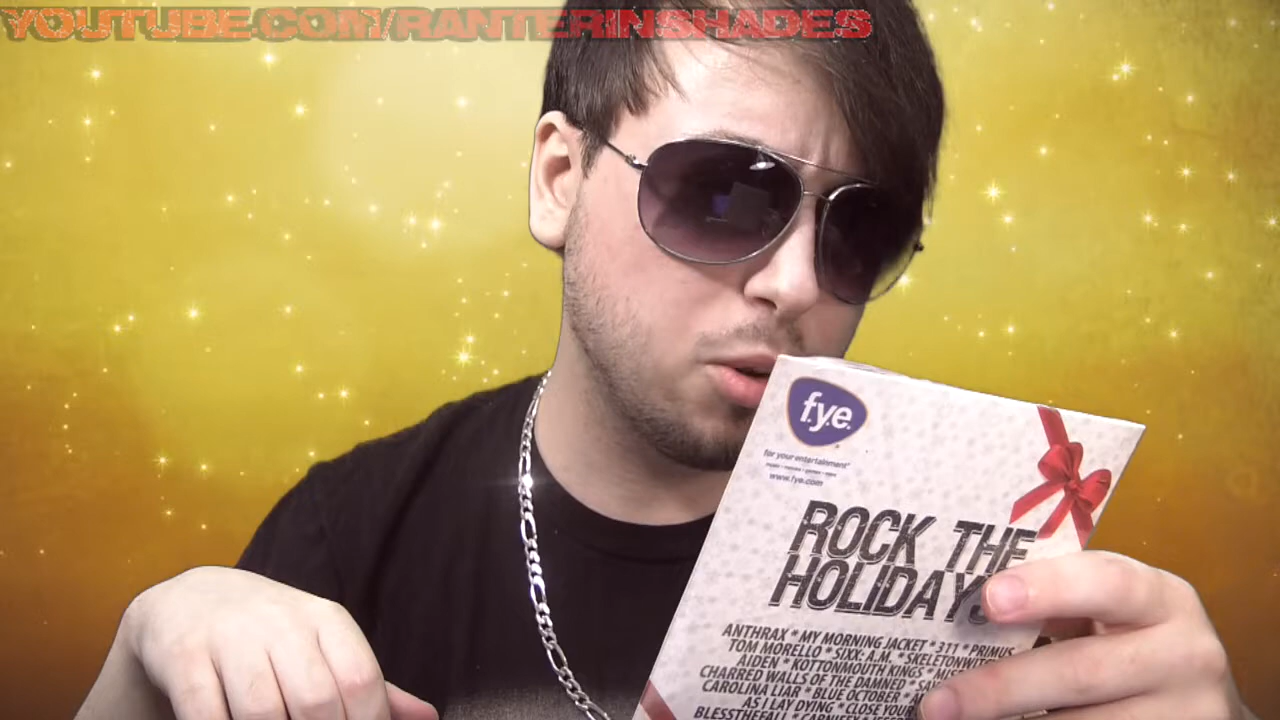 YOUTUBE.COM/RANTERINSHADES
f.y.e.
for your entertainment
www.fye.com
ROCK THE
HOLIDAYS
ANTHRAX * MY MORNING JACKET * 311 * PRIMUS
TOM MORELLO * SIXX: A.M. * SKELETONWITCH
AIDEN * KOTTONMOUTH KINGS *
CHARRED WALLS OF THE DAMNED *
CAROLINA LIAR * BLUE OCTOBER *
AS I LAY DYING * CLOSE YOUR
BLESSTHEFALL * CARNIFEX *